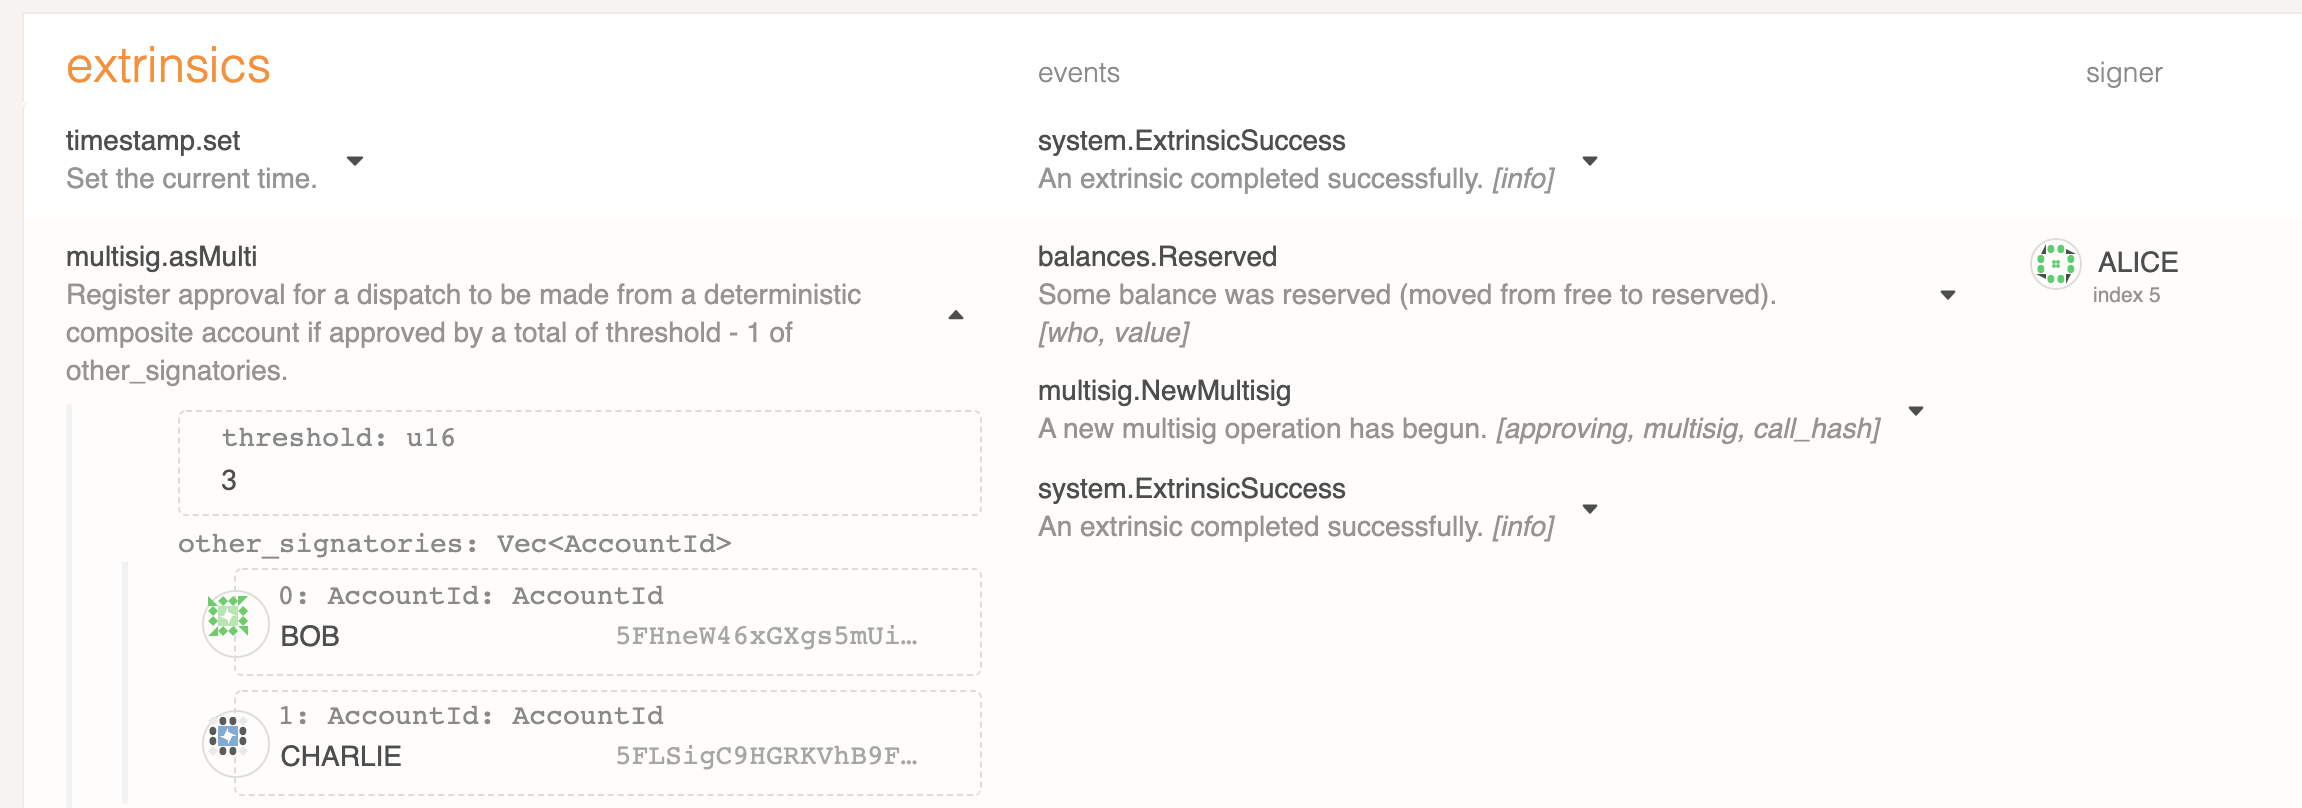 extrinsics
events
signer
timestamp.set
Set the current time.
system.ExtrinsicSuccess
An extrinsic completed successfully. [info]
multisig.asMulti
Register approval for a dispatch to be made from a deterministic
composite account if approved by a total of threshold - 1 of
other_signatories.
balances.Reserved
Some balance was reserved (moved from free to reserved).
[who, value]
ALICE
index 5
multisig.NewMultisig
A new multisig operation has begun. [approving, multisig, call_hash]
system.ExtrinsicSuccess
An extrinsic completed successfully. [info]
threshold: u16
3
other_signatories: Vec<AccountId>
0: AccountId: AccountId
BOB 5FHneW46xGXgs5mUi…
1: AccountId: AccountId
CHARLIE 5FLSigC9HGRKVhB9F…